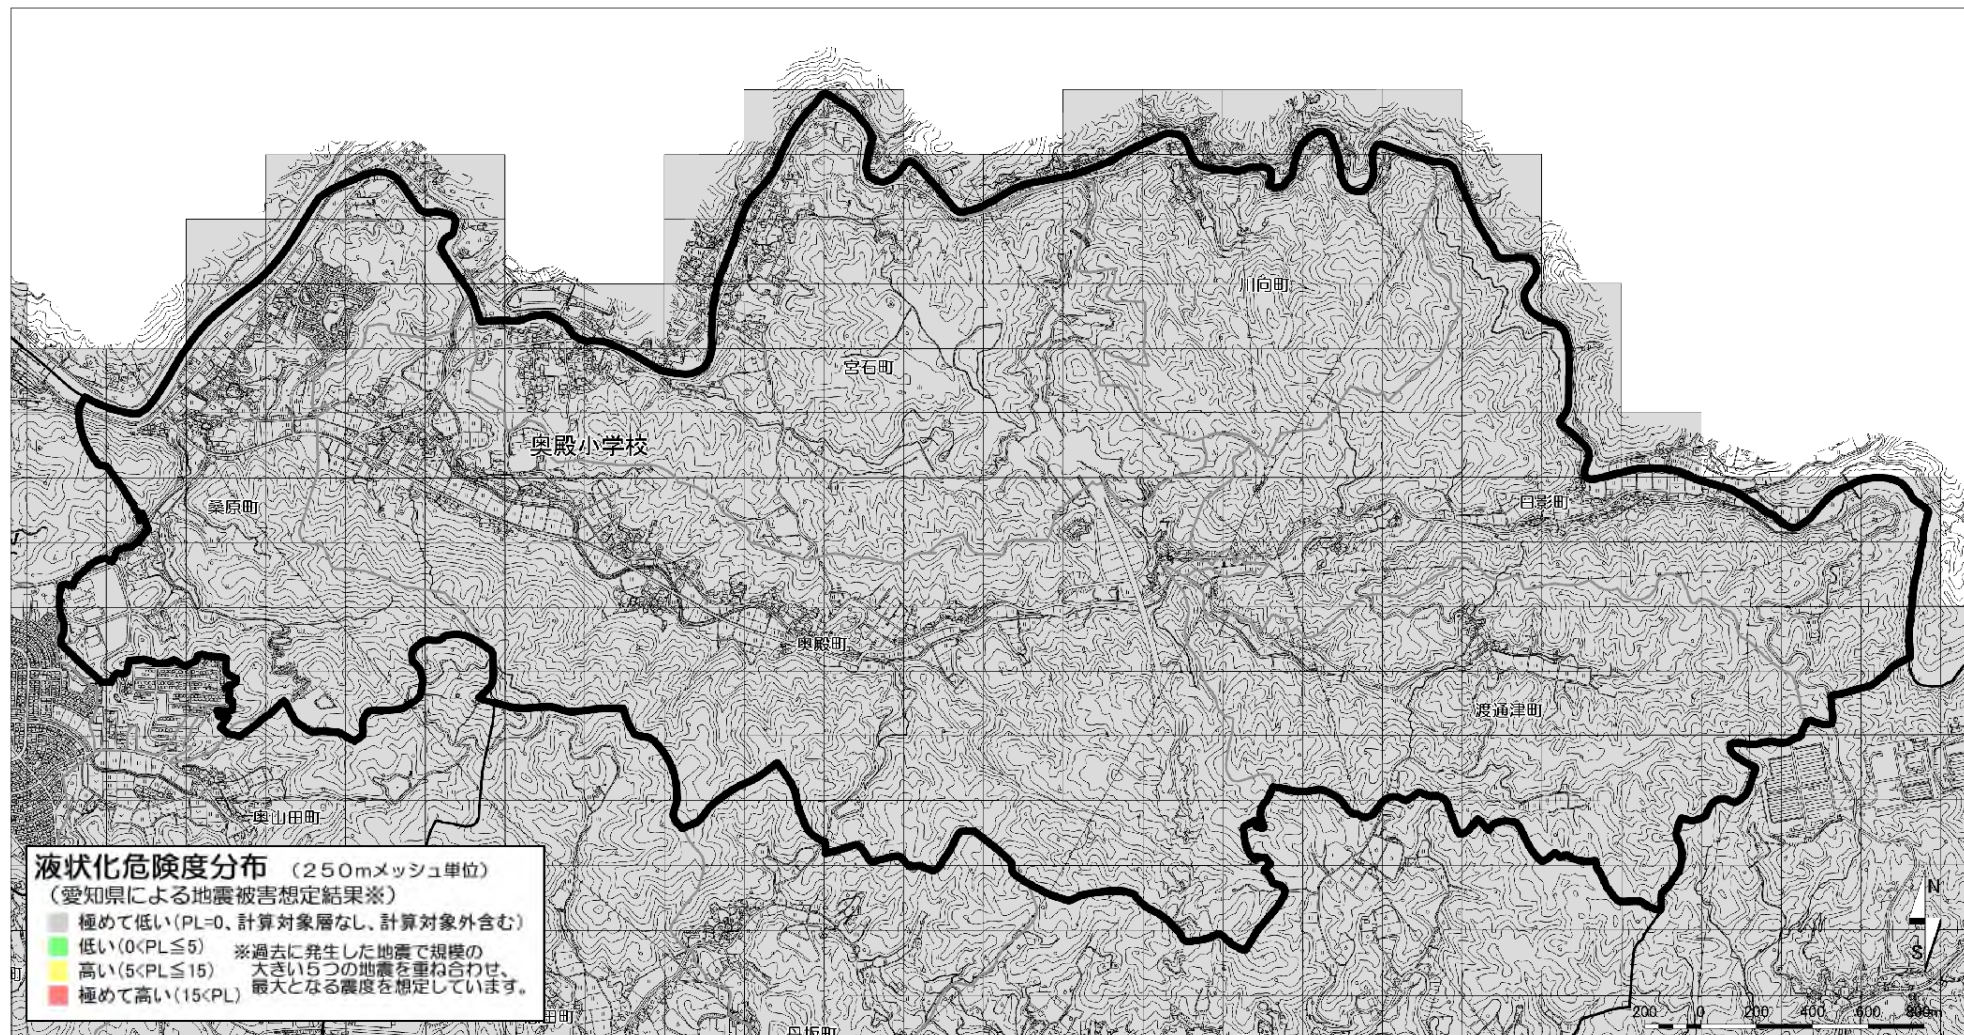 川向町
宮石町
奥殿小学校
桑原町
日影町
奥殿町
渡通津町
奥山田町
液状化危険度分布 (250mメッシュ単位)
(愛知県による地震被害想定結果※)
極めて低い(PL=0、計算対象層なし、計算対象外含む)
低い(0<PL≦5)
高い(5<PL≦15)
極めて高い(15<PL)
※過去に発生した地震で規模の
大きい5つの地震を重ね合わせ、
最大となる震度を想定しています。
N
S
田町
丹坂町
町
200 0 200 400 600 800m